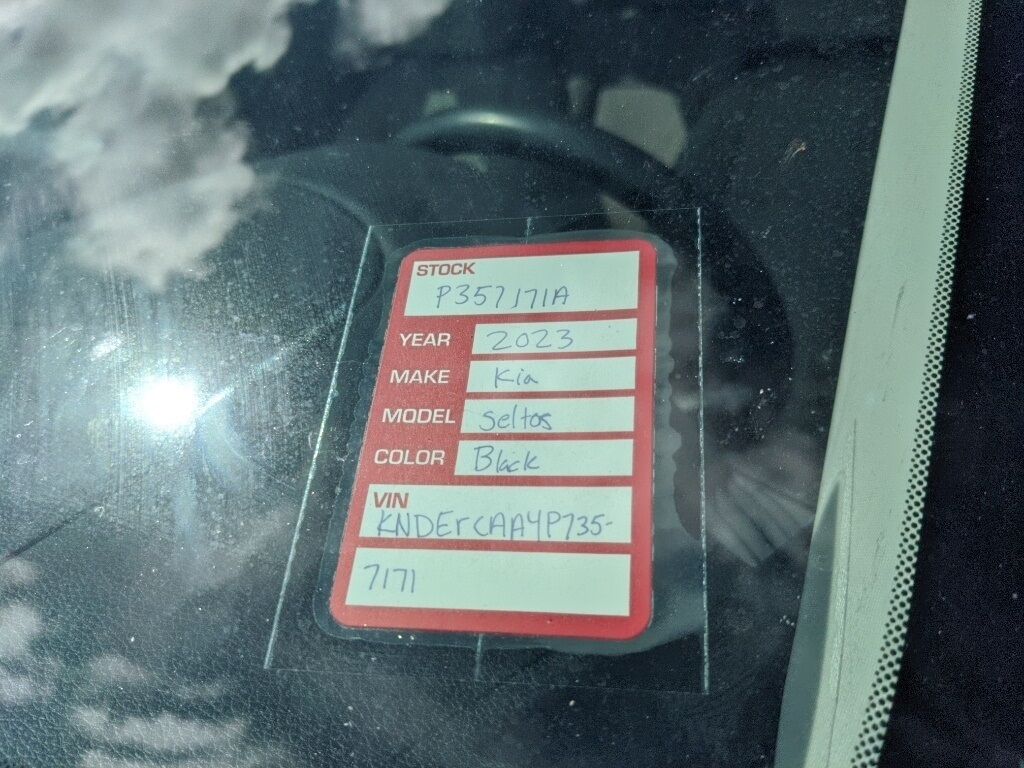 STOCK
P357171A
YEAR 2023
MAKE Kia
MODEL Seltos
COLOR Black
VIN
KNDErCAA4P735-
7171